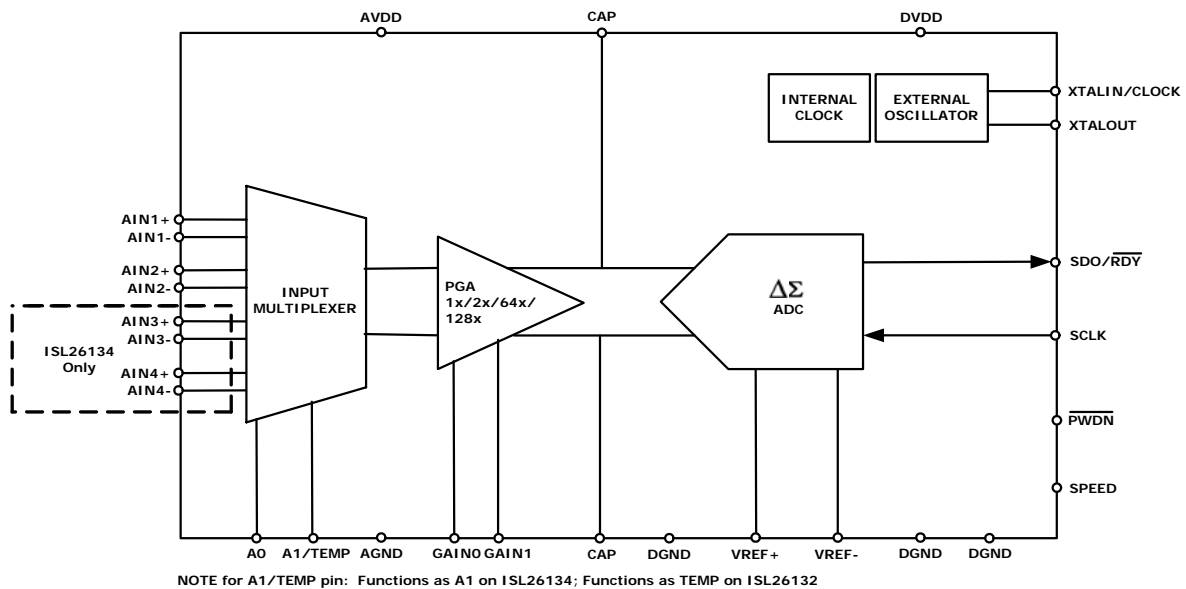 AVDD
CAP
DVDD
INTERNAL
CLOCK
EXTERNAL
OSCILLATOR
XTALIN/CLOCK
XTALOUT
AIN1+
AIN1-
AIN2+
AIN2-
AIN3+
AIN3-
AIN4+
AIN4-
ISL26134
Only
INPUT
MULTIPLEXER
PGA
1x/2x/64x/
128x
ΔΣ
ADC
SDO/R̅D̅Y̅
SCLK
P̅W̅D̅N̅
SPEED
A0
A1/TEMP
AGND
GAIN0
GAIN1
CAP
DGND
VREF+
VREF-
DGND
DGND
NOTE for A1/TEMP pin: Functions as A1 on ISL26134; Functions as TEMP on ISL26132